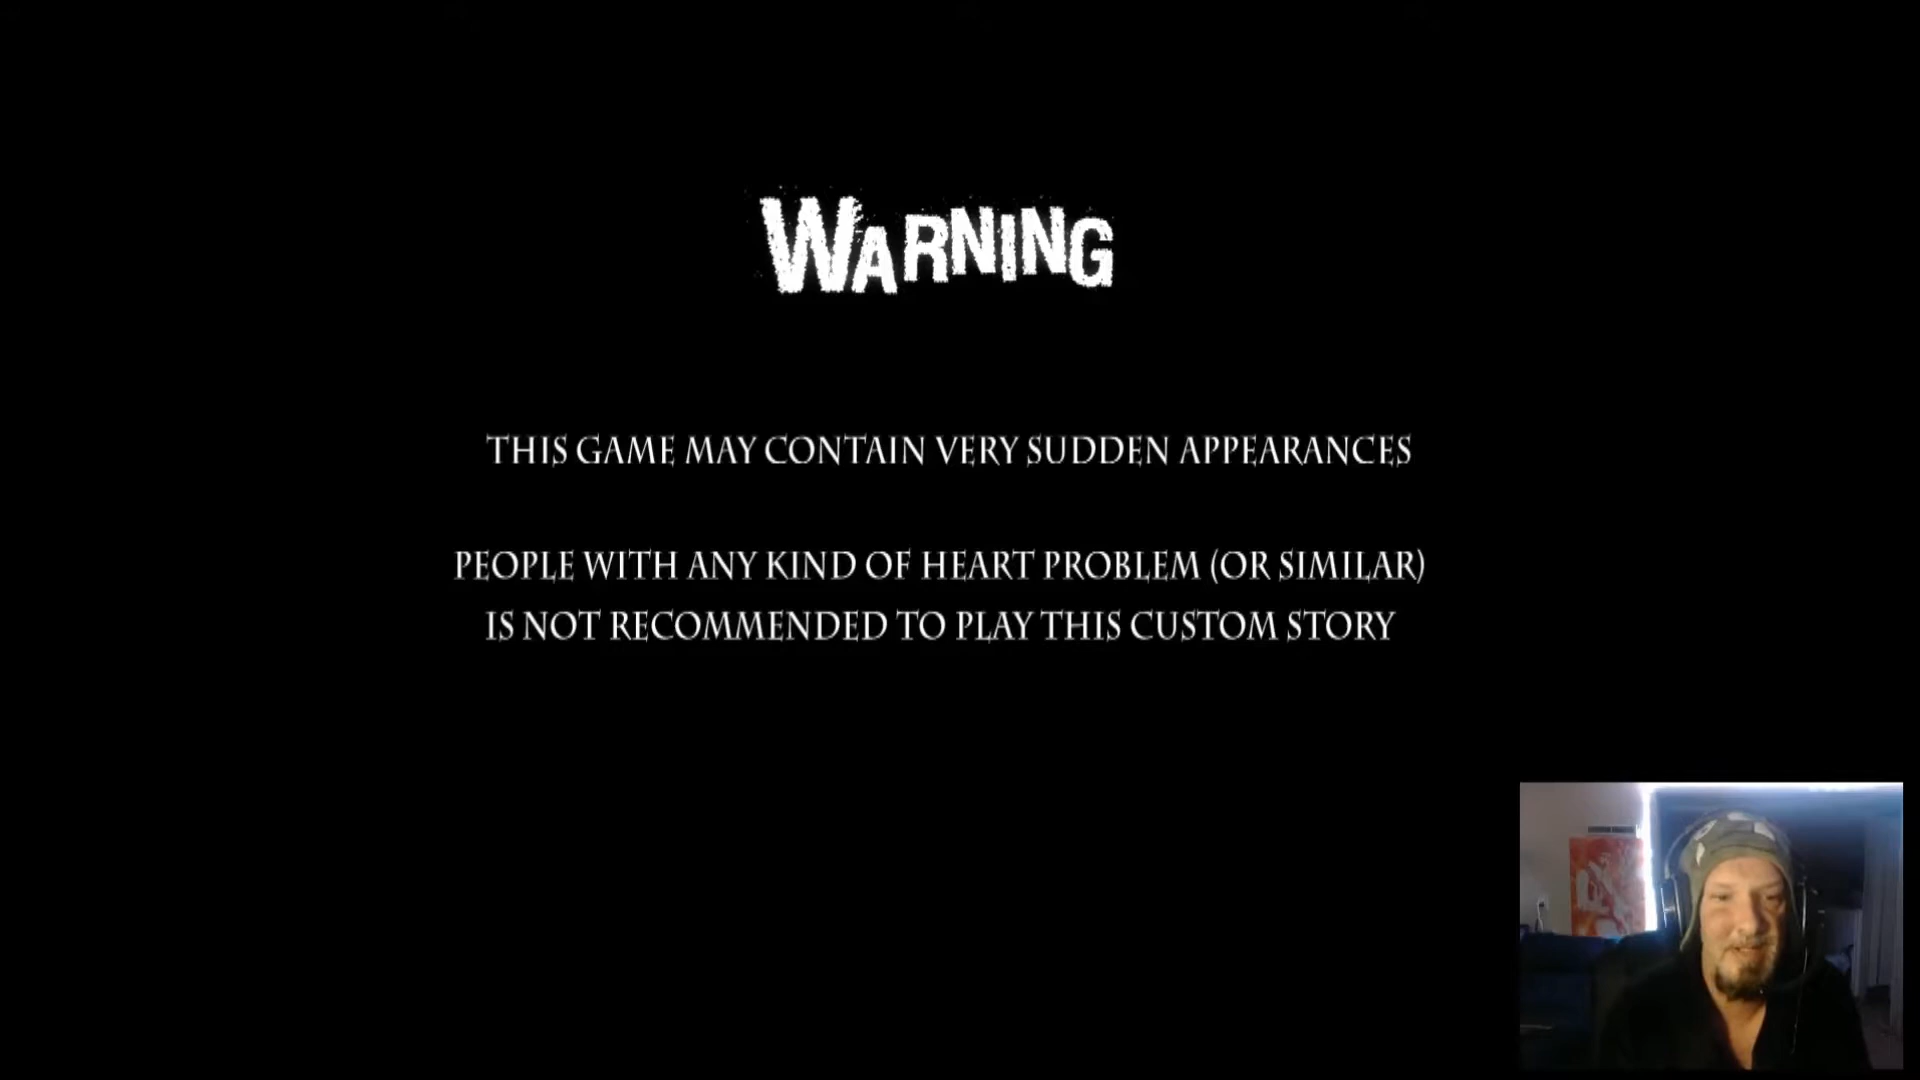 WARNING
THIS GAME MAY CONTAIN VERY SUDDEN APPEARANCES
PEOPLE WITH ANY KIND OF HEART PROBLEM (OR SIMILAR)
IS NOT RECOMMENDED TO PLAY THIS CUSTOM STORY